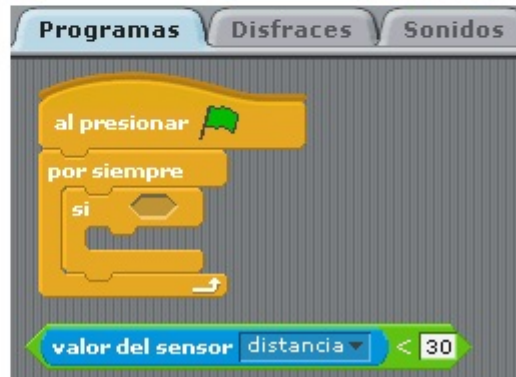 Programas Disfraces Sonidos
al presionar
por siempre
si
valor del sensor distancia < 30